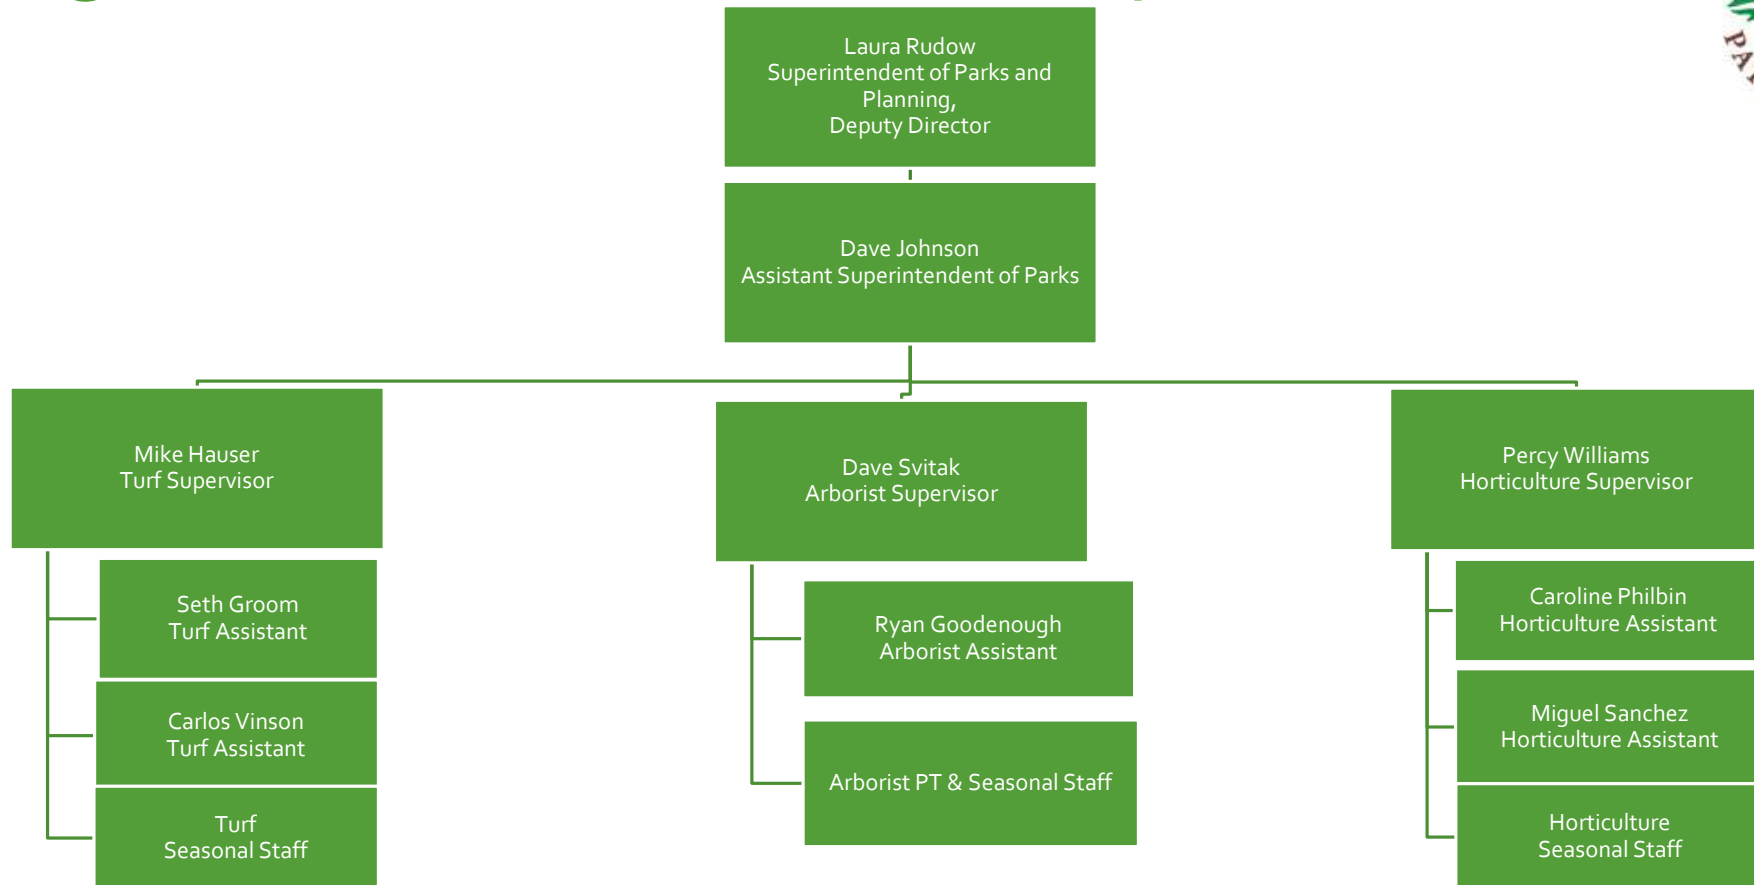 Laura Rudow
Superintendent of Parks and
Planning,
Deputy Director
Dave Johnson
Assistant Superintendent of Parks
Mike Hauser
Turf Supervisor
Dave Svitak
Arborist Supervisor
Percy Williams
Horticulture Supervisor
Seth Groom
Turf Assistant
Carlos Vinson
Turf Assistant
Turf
Seasonal Staff
Ryan Goodenough
Arborist Assistant
Arborist PT & Seasonal Staff
Caroline Philbin
Horticulture Assistant
Miguel Sanchez
Horticulture Assistant
Horticulture
Seasonal Staff